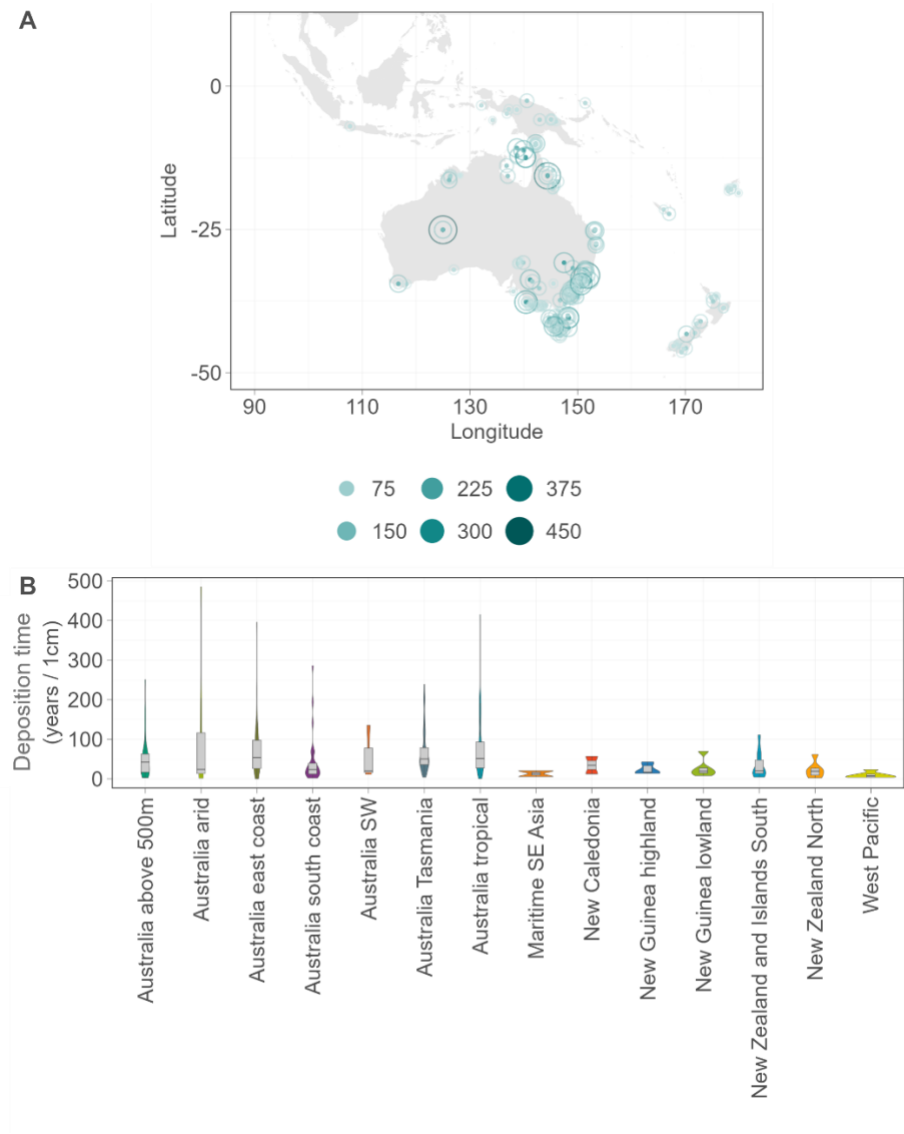 A
0
-25
-50
Latitude
90 110 130 150 170
Longitude
75 225 375
150 300 450
B
500
400
300
200
100
0
Deposition time
(years / 1cm)
Australia above 500m
Australia arid
Australia east coast
Australia south coast
Australia SW
Australia Tasmania
Australia tropical
Maritime SE Asia
New Caledonia
New Guinea highland
New Guinea lowland
New Zealand and Islands South
New Zealand North
West Pacific